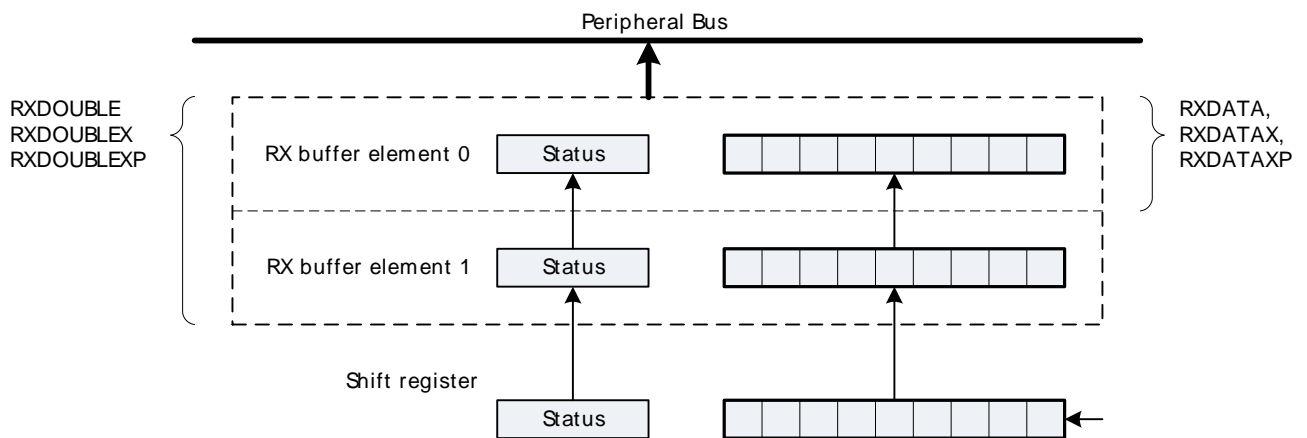 Peripheral Bus
RXDOUBLE
RXDOUBLEX
RXDOUBLEXP
RXDATA,
RXDATAX,
RXDATAXP
RX buffer element 0
Status
RX buffer element 1
Status
Shift register
Status